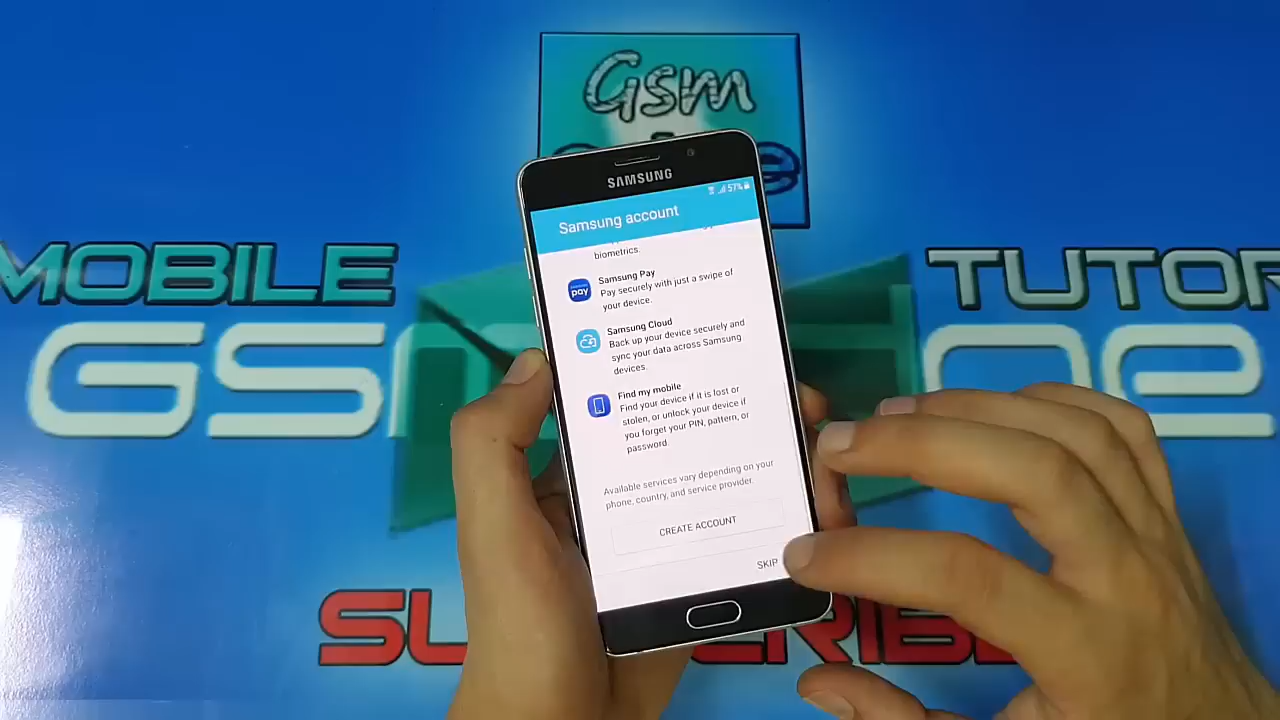 Gsm
SAMSUNG
57%
Samsung account
biometrics.
Samsung Pay
Pay securely with just a swipe of
your device.
pay
Samsung Cloud
Back up your device securely and
sync your data across Samsung
devices.
Find my mobile
Find your device if it is lost or
stolen, or unlock your device if
you forget your PIN, pattern, or
password.
Available services vary depending on your
phone, country, and service provider.
CREATE ACCOUNT
SKIP
MOBILE